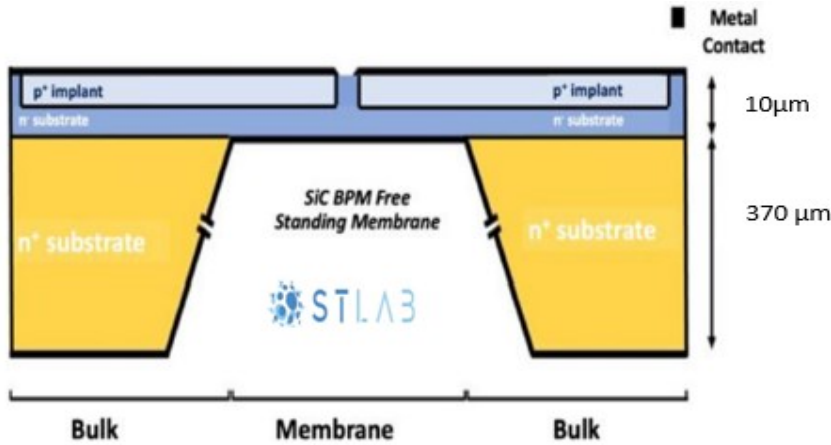 Metal
Contact
p+ implant
p+ implant
10μm
n- substrate
n- substrate
SiC BPM Free
Standing Membrane
370 μm
n+ substrate
n+ substrate
STLAB
Bulk
Membrane
Bulk